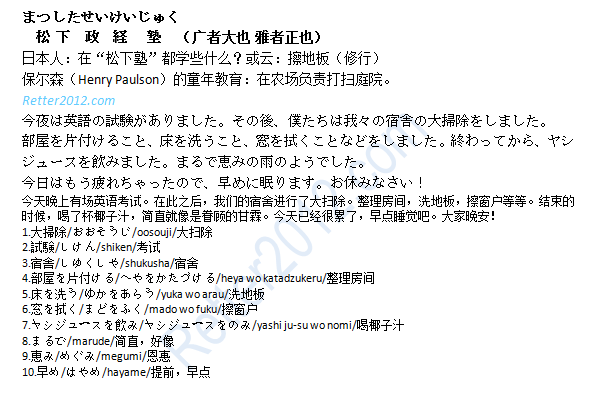 まつしたせいけいじゅく
松下 政 経 塾 （广者大也 雅者正也）
日本人：在“松下塾”都学些什么？或云：擦地板（修行）
保尔森（Henry Paulson）的童年教育：在农场负责打扫庭院。
Retter2012.com
今夜は英語の試験がありました。その後、僕たちは我々の宿舎の大掃除をしました。
部屋を片付けること、床を洗うこと、窓を拭くことなどをしました。終わってから、ヤシ
ジュースを飲みました。まるで恵みの雨のようでした。
今日はもう疲れちゃったので、早めに眠ります。お休みなさい！
今天晚上有场英语考试。在此之后，我们的宿舍进行了大扫除。整理房间，洗地板，擦窗户等等。结束的
时候，喝了杯椰子汁，简直就像是眷顾的甘霖。今天已经很累了，早点睡觉吧。大家晚安！
1.大掃除/おおそうじ/oosouji/大扫除
2.試験/しけん/shiken/考试
3.宿舎/しゆくしや/shukusha/宿舍
4.部屋を片付ける/へやをかたづける/heya wo katadzukeru/整理房间
5.床を洗う/ゆかをあらう/yuka wo arau/洗地板
6.窓を拭く/まどをふく/mado wo fuku/擦窗户
7.ヤシジュースを飲み/ヤシジュースをのみ/yashi ju-su wo nomi/喝椰子汁
8.まるで/marude/简直，好像
9.恵み/めぐみ/megumi/恩惠
10.早め/はやめ/hayame/提前，早点
Retter2012.com